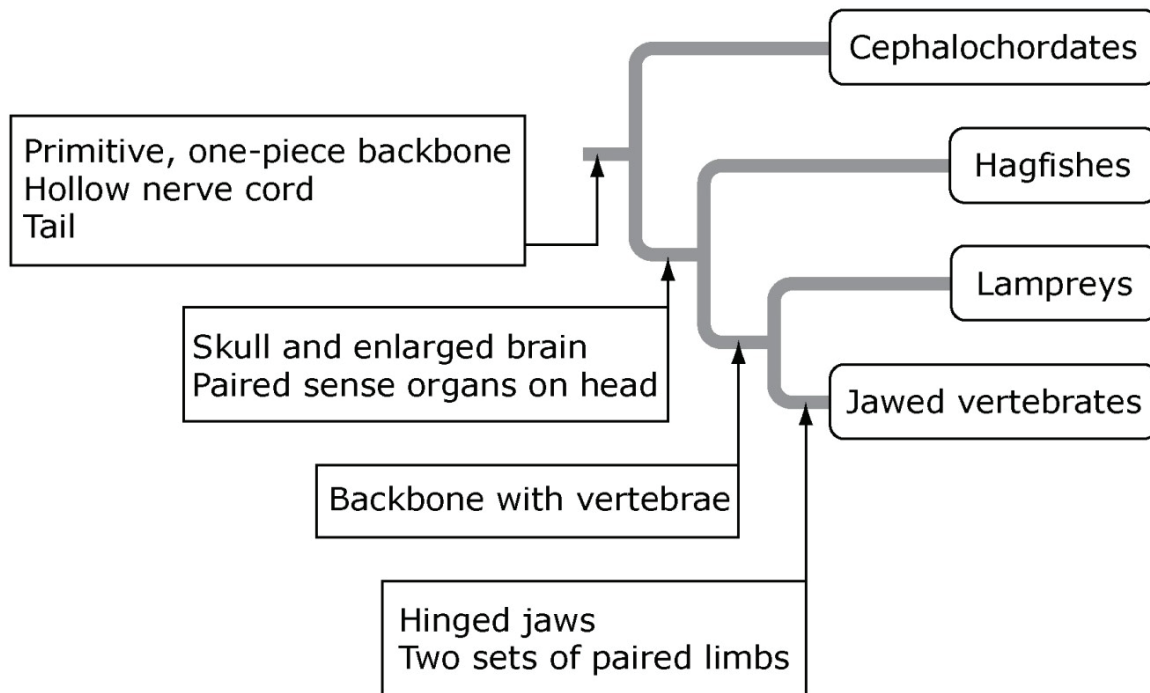 Cephalochordates
Primitive, one-piece backbone
Hollow nerve cord
Tail
Hagfishes
Lampreys
Skull and enlarged brain
Paired sense organs on head
Jawed vertebrates
Backbone with vertebrae
Hinged jaws
Two sets of paired limbs